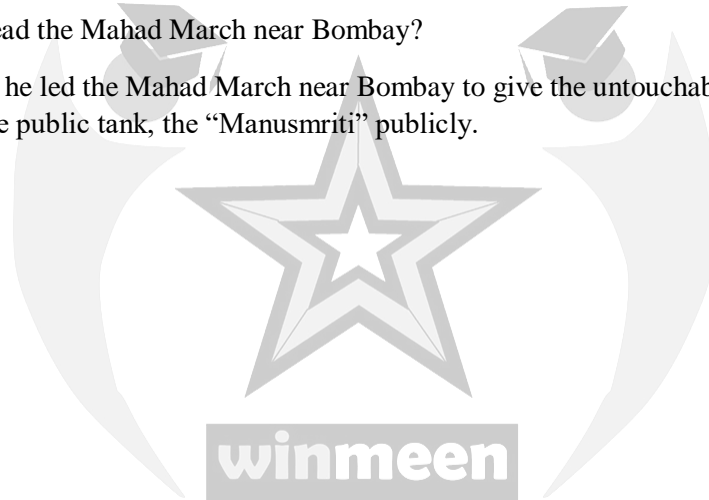 ead the Mahad March near Bombay?
he led the Mahad March near Bombay to give the untouchab
e public tank, the “Manusmriti” publicly.
winmeen